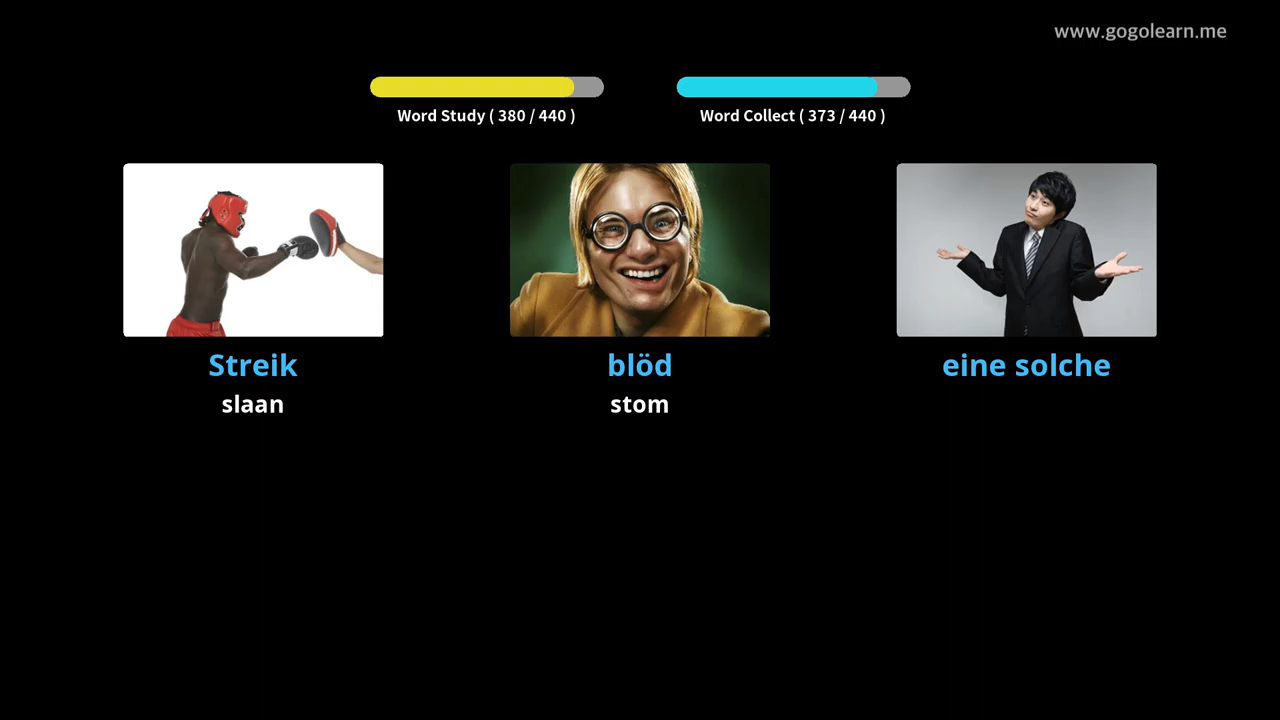 www.gogolearn.me
Word Study ( 380 / 440 )
Word Collect ( 373 / 440 )
Streik
blöd
eine solche
slaan
stom